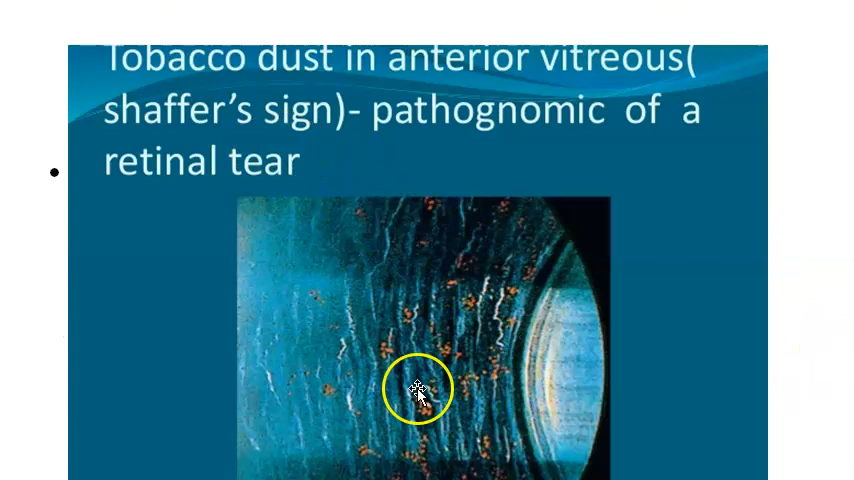 Tobacco dust in anterior vitreous(
shaffer’s sign)- pathognomic of a
retinal tear